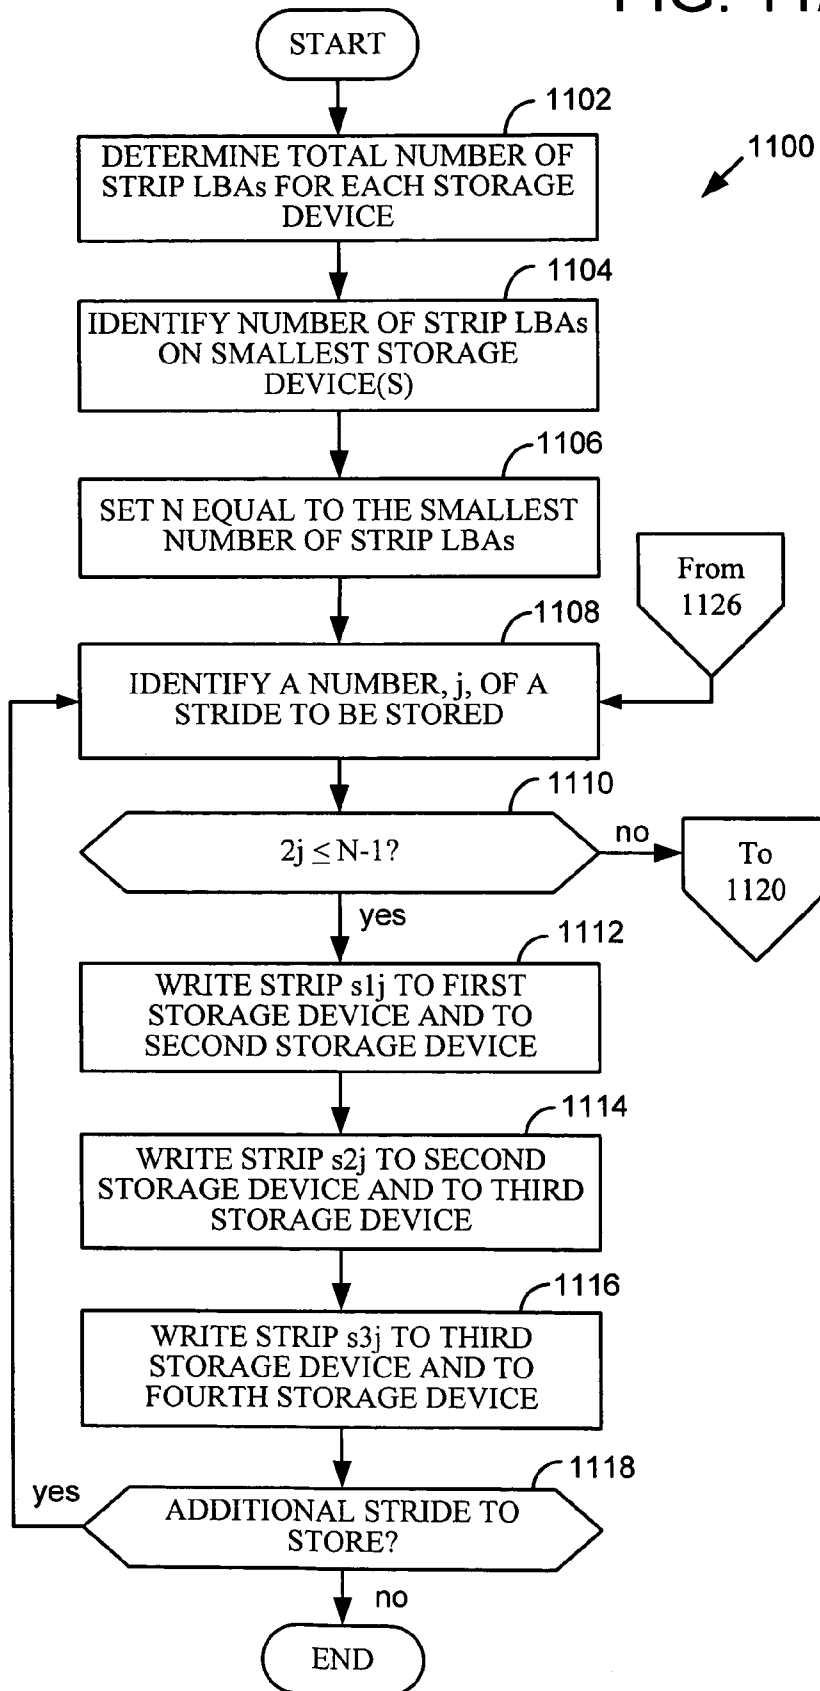 FIG. 11
START
1102
DETERMINE TOTAL NUMBER OF
STRIP LBAs FOR EACH STORAGE
DEVICE
1100
1104
IDENTIFY NUMBER OF STRIP LBAs
ON SMALLEST STORAGE
DEVICE(S)
1106
SET N EQUAL TO THE SMALLEST
NUMBER OF STRIP LBAs
From
1126
1108
IDENTIFY A NUMBER, j, OF A
STRIDE TO BE STORED
1110
2j ≤ N-1?
no
To
1120
yes
1112
WRITE STRIP s1j TO FIRST
STORAGE DEVICE AND TO
SECOND STORAGE DEVICE
1114
WRITE STRIP s2j TO SECOND
STORAGE DEVICE AND TO THIRD
STORAGE DEVICE
1116
WRITE STRIP s3j TO THIRD
STORAGE DEVICE AND TO
FOURTH STORAGE DEVICE
1118
yes
ADDITIONAL STRIDE TO
STORE?
no
END